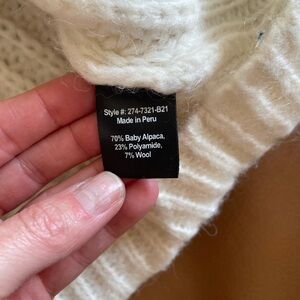 Style #: 274-7321-B21
Made in Peru
70% Baby Alpaca,
23% Polyamide,
7% Wool